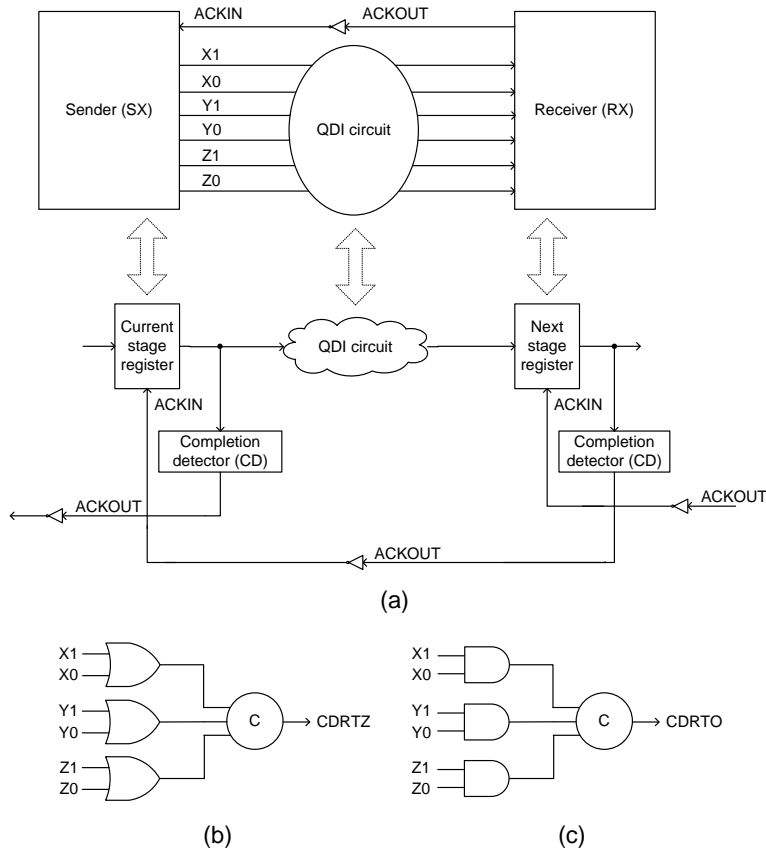 ACKIN
ACKOUT
X1
X0
Y1
Y0
Z1
Z0
Sender (SX)
QDI circuit
Receiver (RX)
Current
stage
register
QDI circuit
Next
stage
register
ACKIN
ACKIN
Completion
detector (CD)
Completion
detector (CD)
ACKOUT
ACKOUT
ACKOUT
(a)
X1
X0
Y1
Y0
Z1
Z0
C
CDRTZ
(b)
X1
X0
Y1
Y0
Z1
Z0
C
CDRTO
(c)